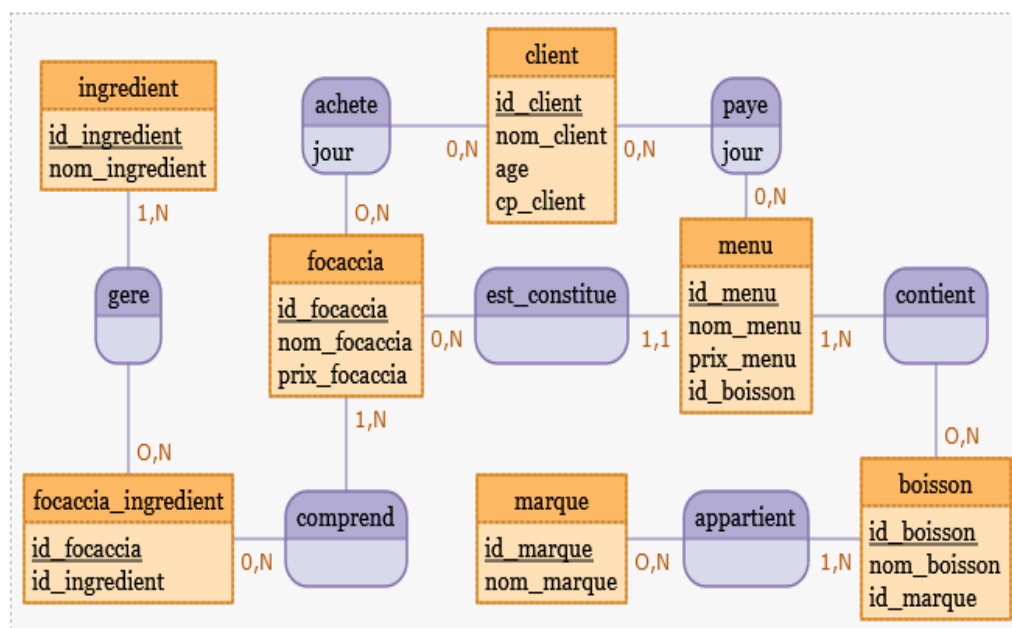 ingredient
id_ingredient
nom_ingredient
1,N
gere
O,N
focaccia_ingredient
id_focaccia
id_ingredient
0,N
comprend
1,N
achete
jour
O,N
0,N
client
id_client
nom_client
age
cp_client
0,N
paye
jour
0,N
focaccia
id_focaccia
nom_focaccia
prix_focaccia
0,N
est_constitue
1,1
menu
id_menu
nom_menu
prix_menu
id_boisson
1,N
contient
O,N
marque
id_marque
nom_marque
O,N
appartient
1,N
boisson
id_boisson
nom_boisson
id_marque